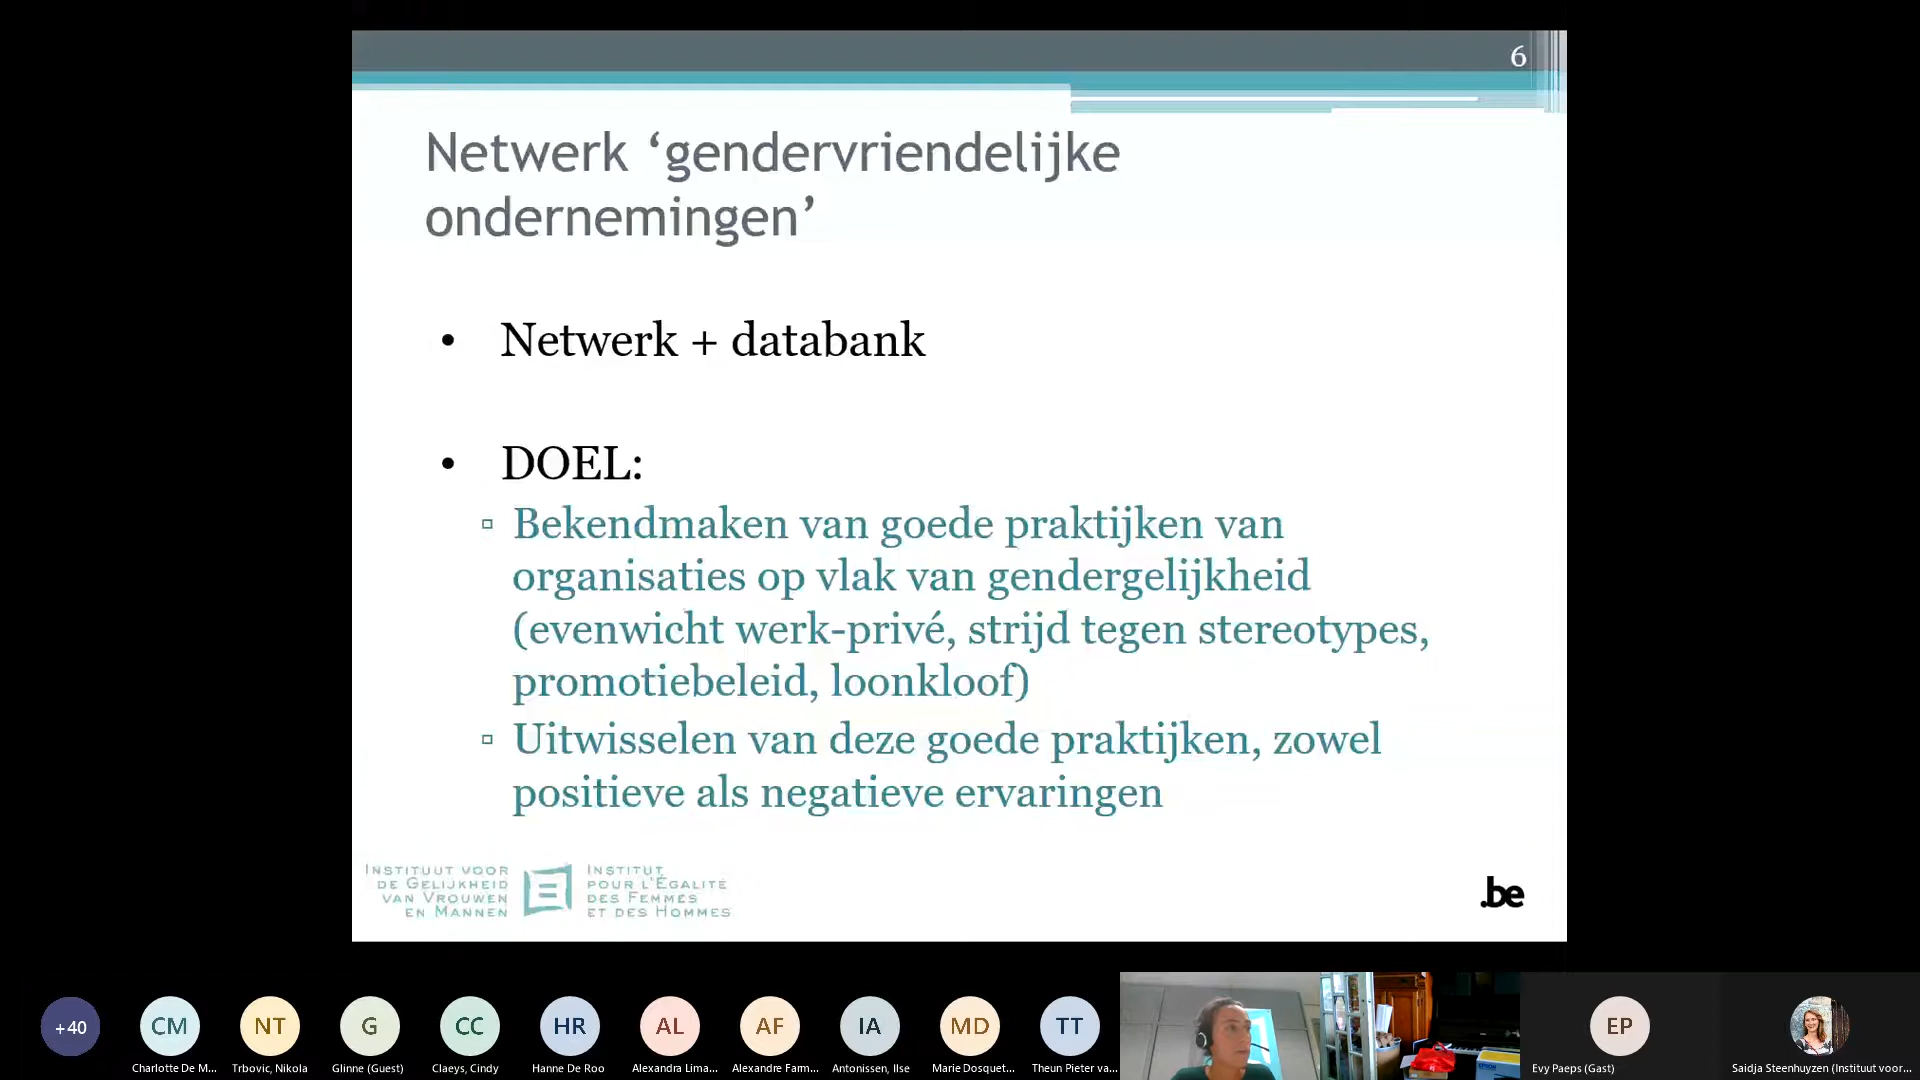 6
Netwerk ‘gendervriendelijke
ondernemingen’
• Netwerk + databank
• DOEL:
▫ Bekendmaken van goede praktijken van
organisaties op vlak van gendergelijkheid
(evenwicht werk-privé, strijd tegen stereotypes,
promotiebeleid, loonkloof)
▫ Uitwisselen van deze goede praktijken, zowel
positieve als negatieve ervaringen
INSTITUUT VOOR
DE GELIJKHEID
VAN VROUWEN
EN MANNEN
INSTITUT
POUR L'ÉGALITÉ
DES FEMMES
ET DES HOMMES
.be
+40
CM
NT
G
CC
HR
AL
AF
IA
MD
TT
EP
Charlotte De M...
Trbovic, Nikola
Glinne (Guest)
Claeys, Cindy
Hanne De Roo
Alexandra Lima...
Alexandre Farm...
Antonissen, Ilse
Marie Dosquet...
Theun Pieter va...
Evy Paeps (Gast)
Saidja Steenhuyzen (Instituut voor...